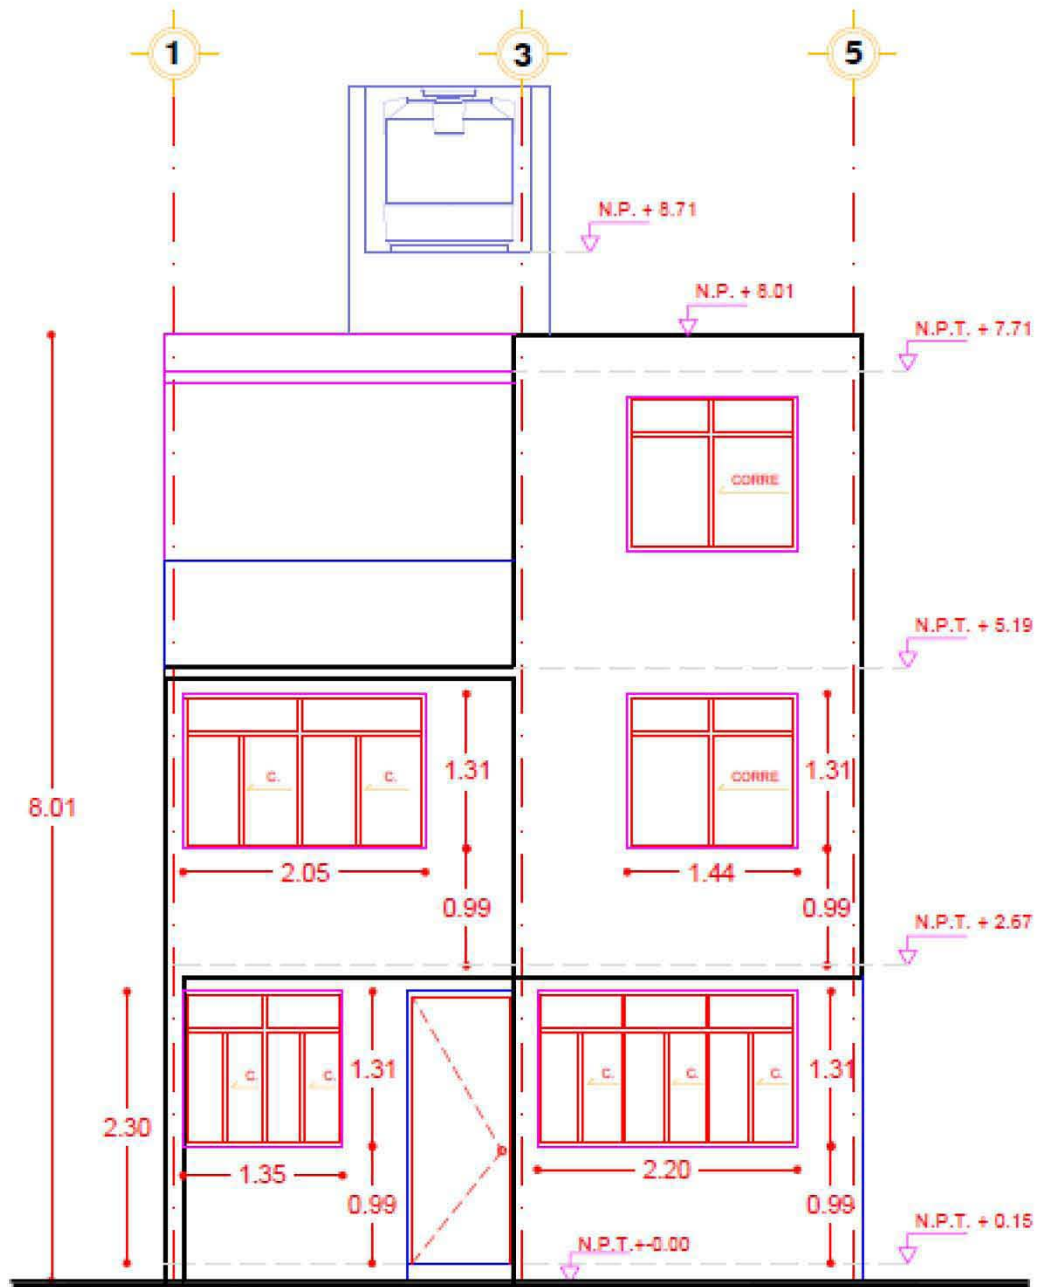 1 3 5
N.P. + 8.71
N.P. + 8.01
N.P.T. + 7.71
CORRE
N.P.T. + 5.19
8.01
C. C. 1.31 CORRE 1.31
2.05 1.44
0.99 0.99
N.P.T. + 2.67
C. C. 1.31 C. C. C. 1.31
2.30
1.35 2.20
0.99 0.99
N.P.T. + 0.15
N.P.T.+-0.00